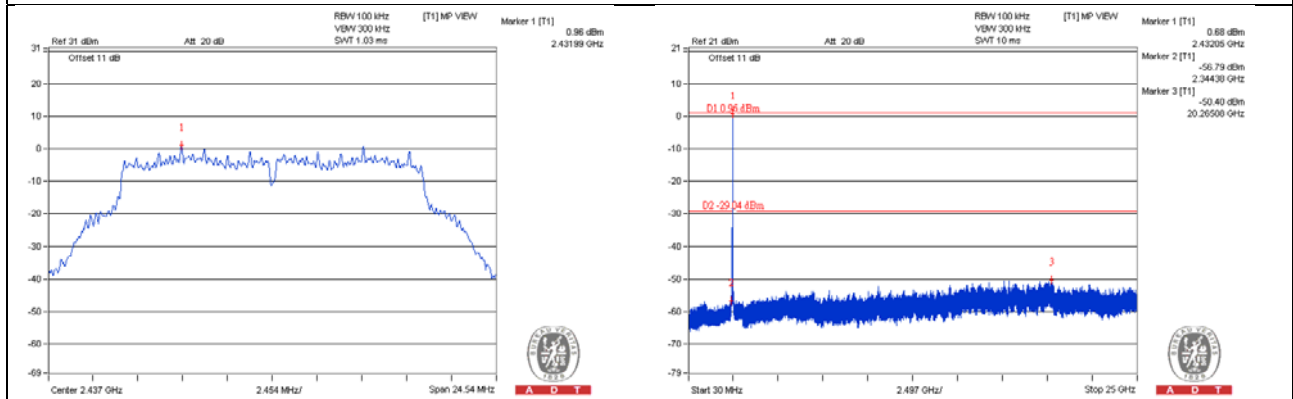 RBW 100 kHz [T1] MP VIEW
VBW 300 kHz
Ref 31 dBm Att 20 dB SWT 1.03 ms
Marker 1 [T1]
0.96 dBm
2.43199 GHz
31
Offset 11 dB
20
10
0
-10
-20
-30
-40
-50
-60
-69
1
Center 2.437 GHz 2.454 MHz/ Span 24.54 MHz
BUREAU VERITAS
1828
A D T
RBW 100 kHz [T1] MP VIEW
VBW 300 kHz
Ref 21 dBm Att 20 dB SWT 10 ms
Marker 1 [T1]
0.68 dBm
2.43205 GHz
Marker 2 [T1]
-56.79 dBm
2.34438 GHz
Marker 3 [T1]
-50.40 dBm
20.26508 GHz
21
Offset 11 dB
10
0
-10
-20
-30
-40
-50
-60
-70
-79
1
D1 0.96 dBm
D2 -29.04 dBm
2
3
Start 30 MHz 2.497 GHz/ Stop 25 GHz
BUREAU VERITAS
1828
A D T